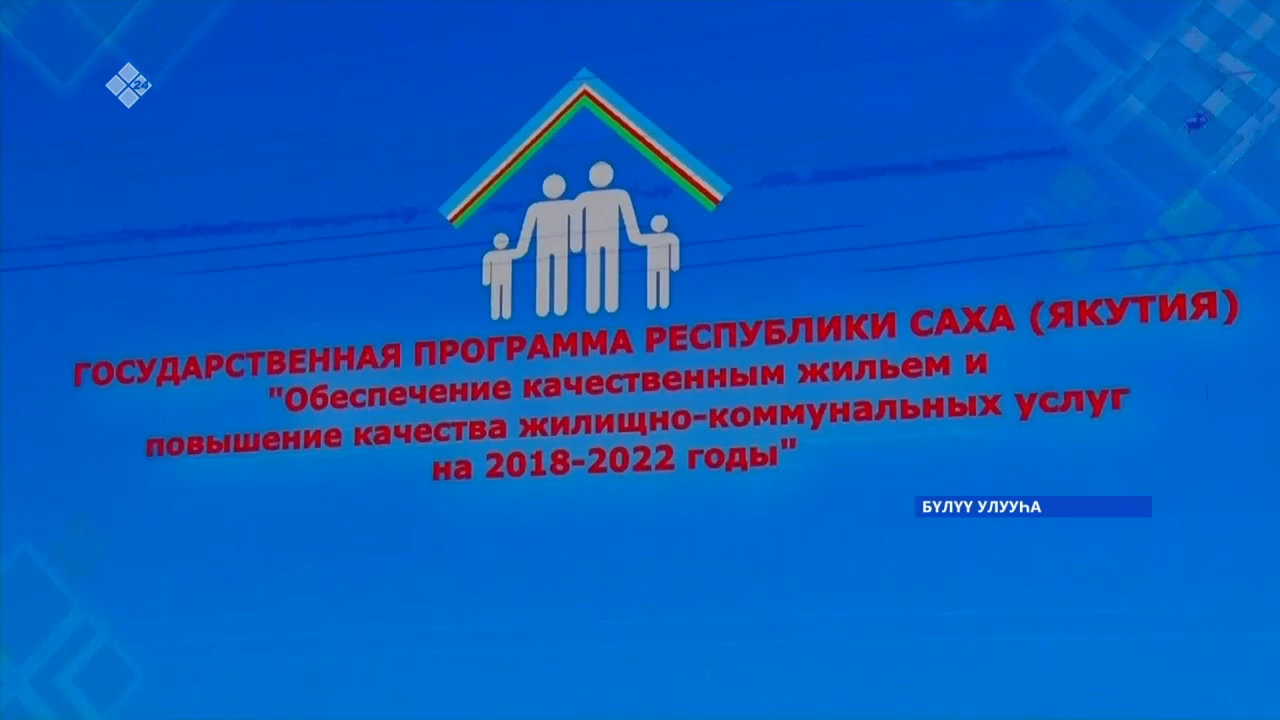 X24
ГОСУДАРСТВЕННАЯ ПРОГРАММА РЕСПУБЛИКИ САХА (ЯКУТИЯ)
"Обеспечение качественным жильем и
повышение качества жилищно-коммунальных услуг
на 2018-2022 годы"
БҮЛҮҮ УЛУУҺА